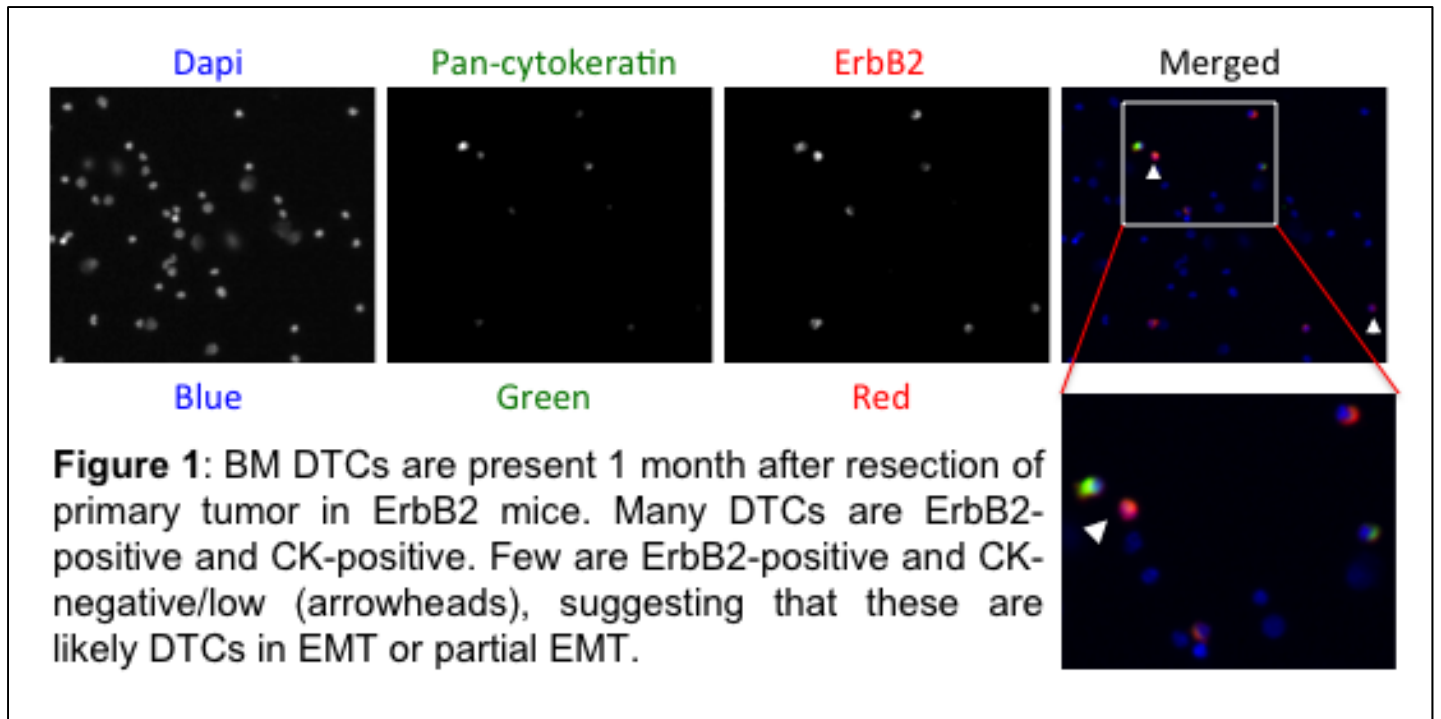 Dapi
Pan-cytokeratin
ErbB2
Merged
Blue
Green
Red
Figure 1: BM DTCs are present 1 month after resection of
primary tumor in ErbB2 mice. Many DTCs are ErbB2-
positive and CK-positive. Few are ErbB2-positive and CK-
negative/low (arrowheads), suggesting that these are
likely DTCs in EMT or partial EMT.